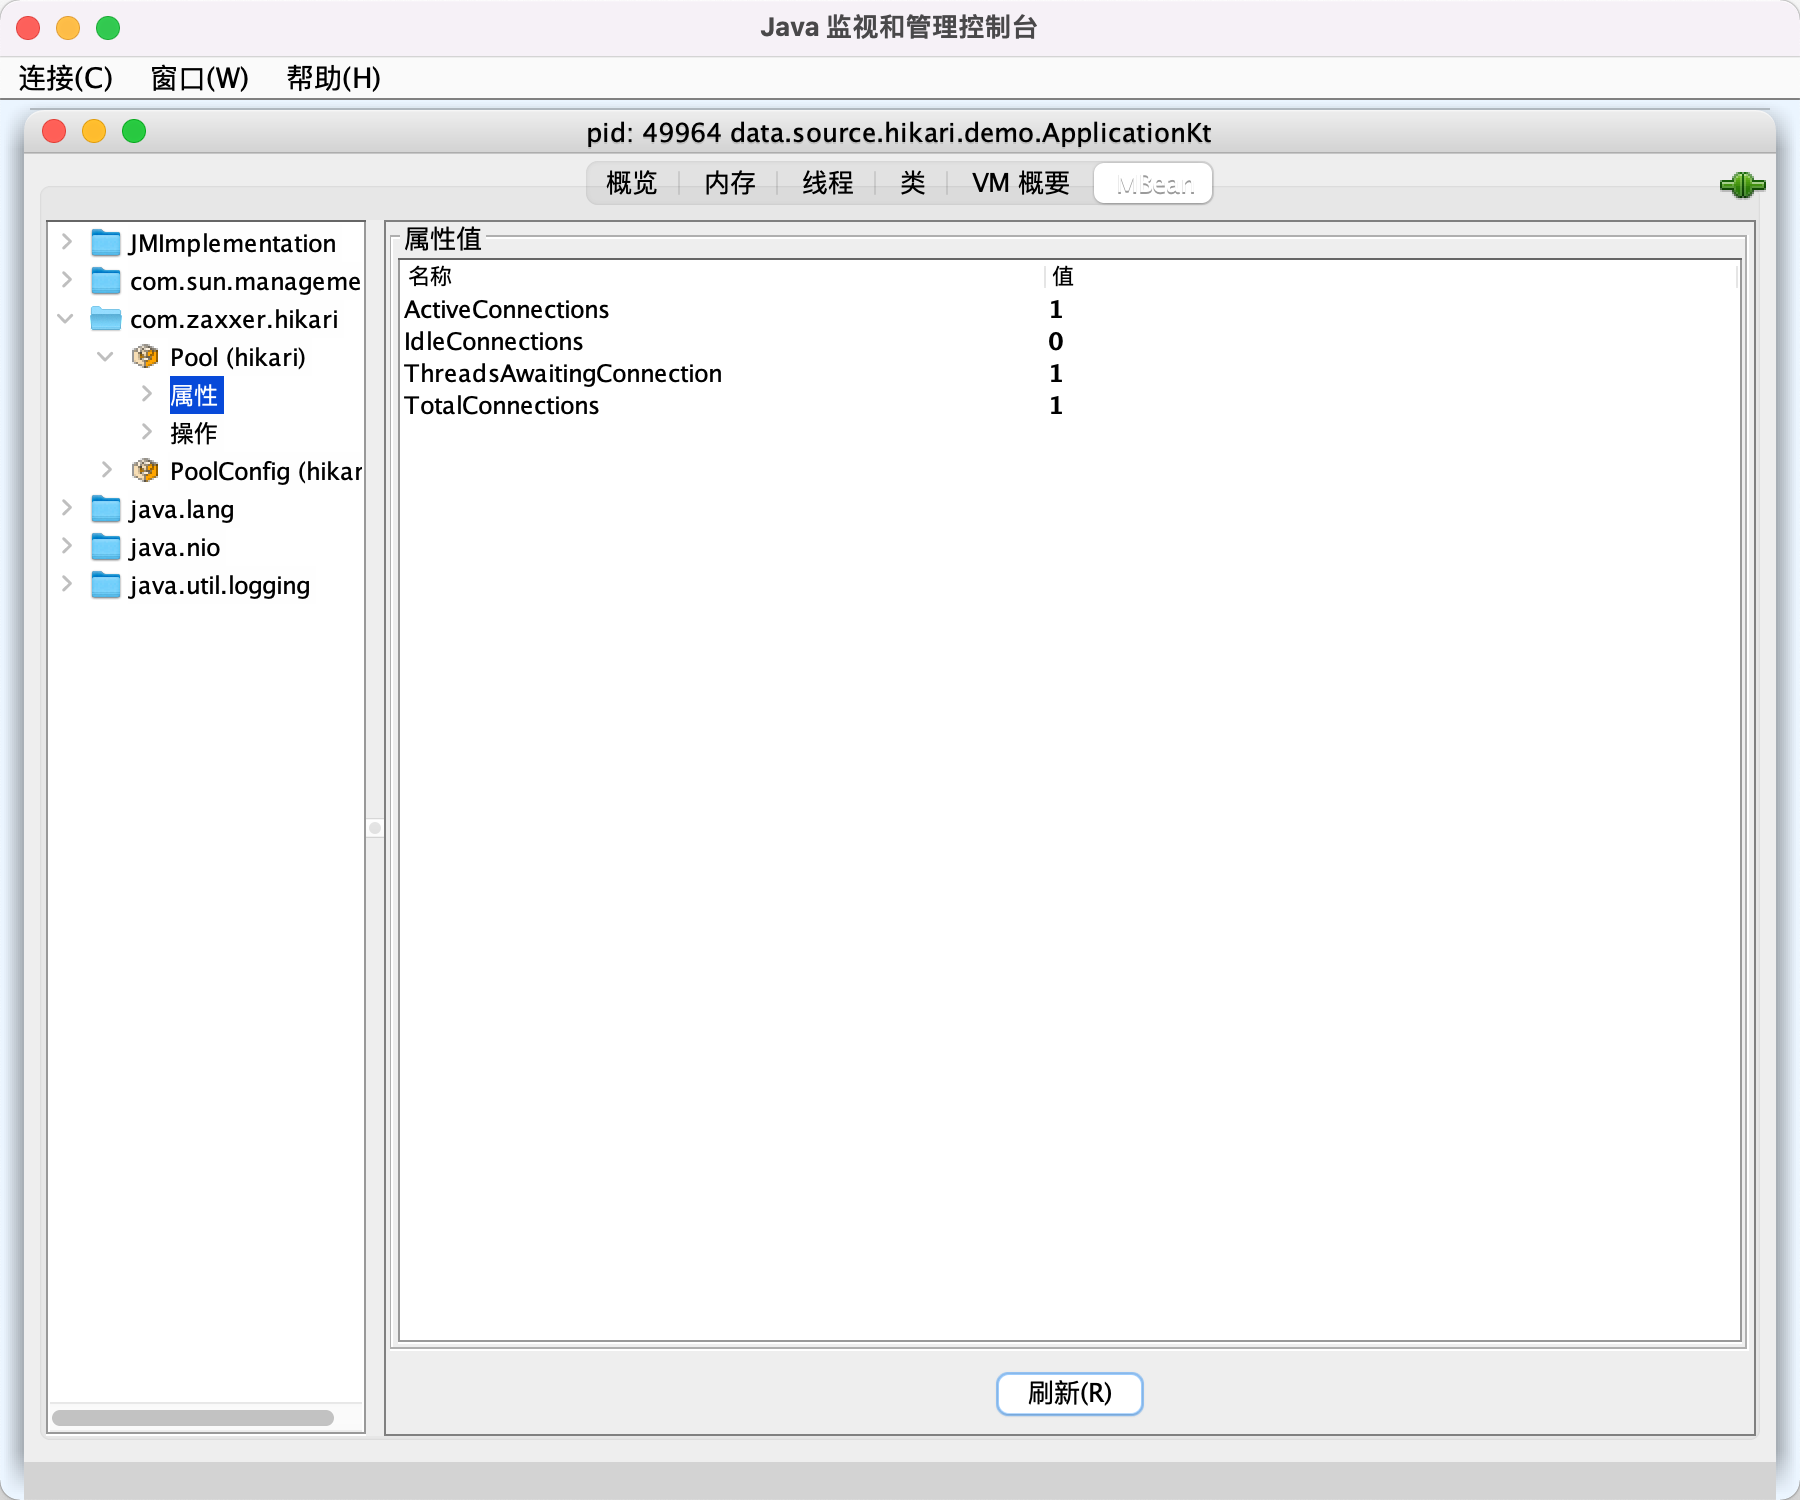 Java 监视和管理控制台
连接(C) 窗口(W) 帮助(H)
pid: 49964 data.source.hikari.demo.ApplicationKt
概览 内存 线程 类 VM 概要 MBean
JMImplementation
com.sun.manageme
com.zaxxer.hikari
Pool (hikari)
属性
操作
PoolConfig (hikar
java.lang
java.nio
java.util.logging
属性值
名称 值
ActiveConnections 1
IdleConnections 0
ThreadsAwaitingConnection 1
TotalConnections 1
刷新(R)